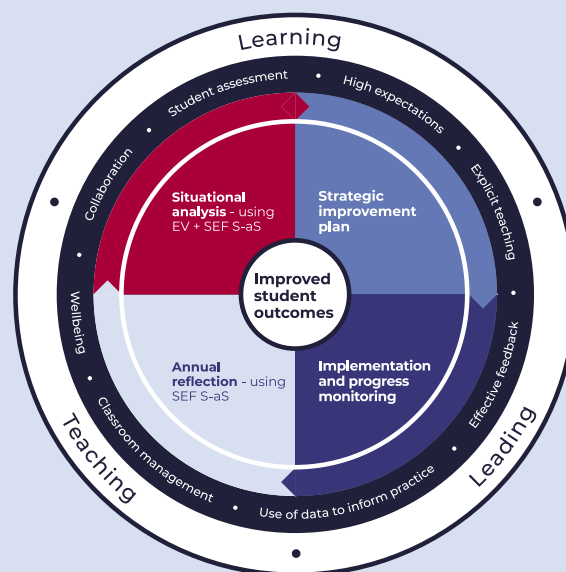 Learning
Student assessment
High expectations
Collaboration
Explicit teaching
Situational
analysis - using
EV + SEF S-aS
Strategic
improvement
plan
Improved
student
outcomes
Wellbeing
Effective feedback
Annual
reflection - using
SEF S-aS
Implementation
and progress
monitoring
Classroom management
Use of data to inform practice
Teaching
Leading